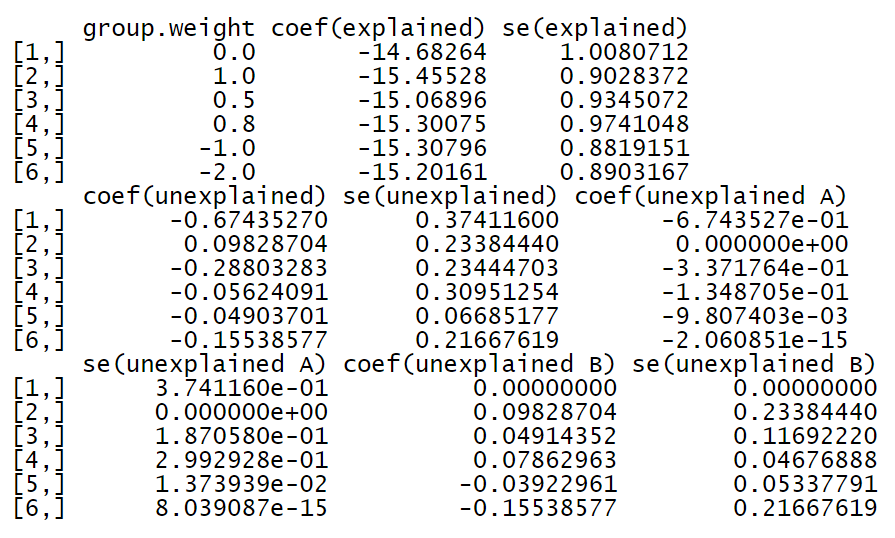 group.weight coef(explained) se(explained)
[1,] 0.0 -14.68264 1.0080712
[2,] 1.0 -15.45528 0.9028372
[3,] 0.5 -15.06896 0.9345072
[4,] 0.8 -15.30075 0.9741048
[5,] -1.0 -15.30796 0.8819151
[6,] -2.0 -15.20161 0.8903167
coef(unexplained) se(unexplained) coef(unexplained A)
[1,] -0.67435270 0.37411600 -6.743527e-01
[2,] 0.09828704 0.23384440 0.000000e+00
[3,] -0.28803283 0.23444703 -3.371764e-01
[4,] -0.05624091 0.30951254 -1.348705e-01
[5,] -0.04903701 0.06685177 -9.807403e-03
[6,] -0.15538577 0.21667619 -2.060851e-15
se(unexplained A) coef(unexplained B) se(unexplained B)
[1,] 3.741160e-01 0.00000000 0.00000000
[2,] 0.000000e+00 0.09828704 0.23384440
[3,] 1.870580e-01 0.04914352 0.11692220
[4,] 2.992928e-01 0.07862963 0.04676888
[5,] 1.373939e-02 -0.03922961 0.05337791
[6,] 8.039087e-15 -0.15538577 0.21667619